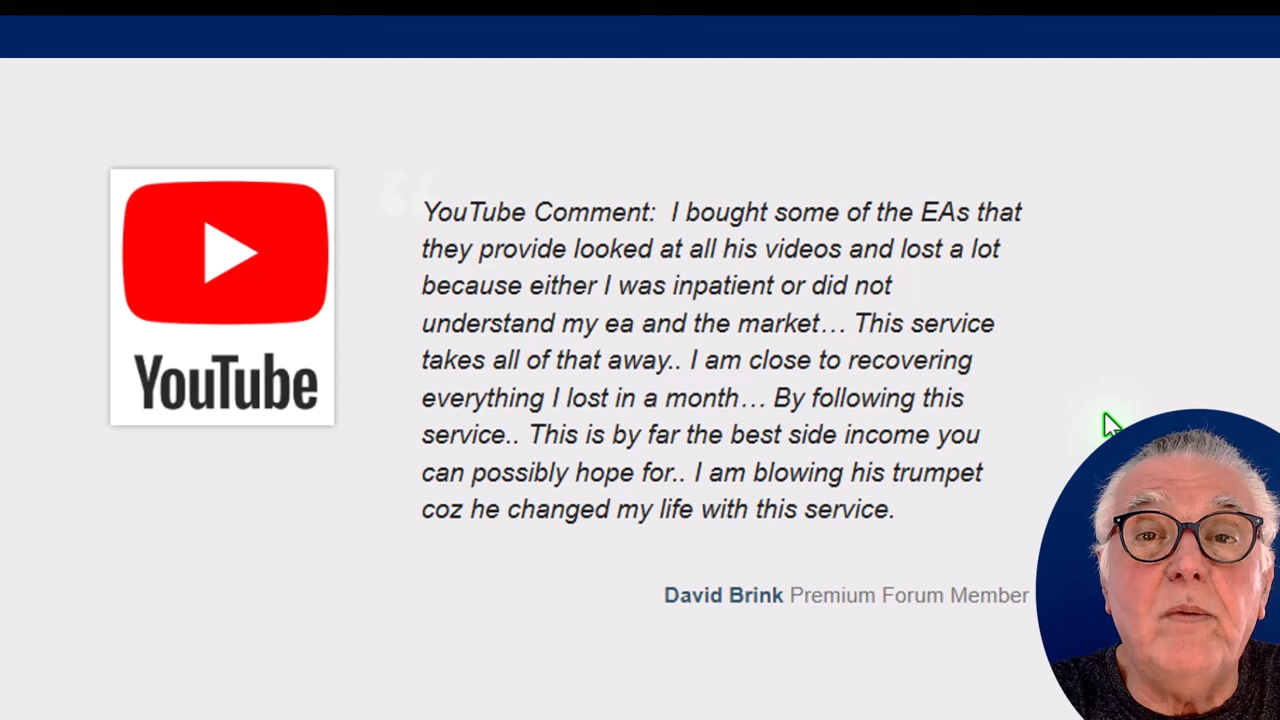 YouTube
YouTube Comment: I bought some of the EAs that
they provide looked at all his videos and lost a lot
because either I was inpatient or did not
understand my ea and the market… This service
takes all of that away.. I am close to recovering
everything I lost in a month… By following this
service.. This is by far the best side income you
can possibly hope for.. I am blowing his trumpet
coz he changed my life with this service.
David Brink Premium Forum Member